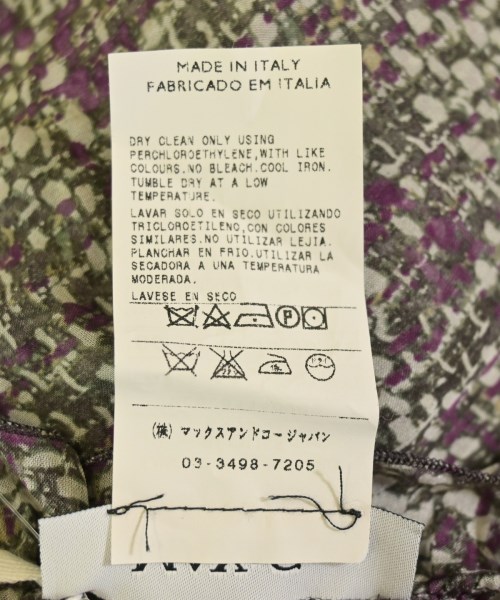 MADE IN ITALY
FABRICADO EM ITALIA
DRY CLEAN ONLY USING
PERCHLOROETHYLENE,WITH LIKE
COLOURS.NO BLEACH.COOL IRON.
TUMBLE DRY AT A LOW
TEMPERATURE.
LAVAR SOLO EN SECO UTILIZANDO
TRICLOROETILENO,CON COLORES
SIMILARES.NO UTILIZAR LEJIA.
PLANCHAR EN FRIO.UTILIZAR LA
SECADORA A UNA TEMPERATURA
MODERADA.
LAVESE EN SECO
P
(株) マックスアンドコージャパン
03-3498-7205